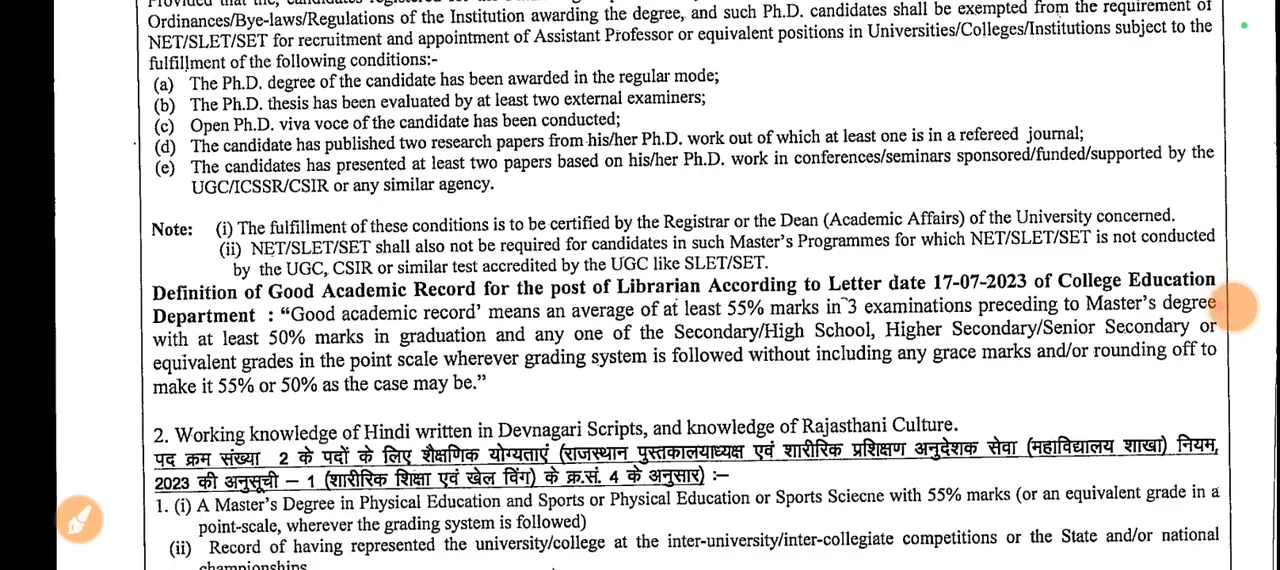 Provided that the, candidates registered
Ordinances/Bye-laws/Regulations of the Institution awarding the degree, and such Ph.D. candidates shall be exempted from the requirement of
NET/SLET/SET for recruitment and appointment of Assistant Professor or equivalent positions in Universities/Colleges/Institutions subject to the
fulfillment of the following conditions:-
(a) The Ph.D. degree of the candidate has been awarded in the regular mode;
(b) The Ph.D. thesis has been evaluated by at least two external examiners;
(c) Open Ph.D. viva voce of the candidate has been conducted;
(d) The candidate has published two research papers from his/her Ph.D. work out of which at least one is in a refereed journal;
(e) The candidates has presented at least two papers based on his/her Ph.D. work in conferences/seminars sponsored/funded/supported by the
UGC/ICSSR/CSIR or any similar agency.
Note: (i) The fulfillment of these conditions is to be certified by the Registrar or the Dean (Academic Affairs) of the University concerned.
(ii) NET/SLET/SET shall also not be required for candidates in such Master's Programmes for which NET/SLET/SET is not conducted
by the UGC, CSIR or similar test accredited by the UGC like SLET/SET.
Definition of Good Academic Record for the post of Librarian According to Letter date 17-07-2023 of College Education
Department : “Good academic record' means an average of at least 55% marks in 3 examinations preceding to Master's degree
with at least 50% marks in graduation and any one of the Secondary/High School, Higher Secondary/Senior Secondary or
equivalent grades in the point scale wherever grading system is followed without including any grace marks and/or rounding off to
make it 55% or 50% as the case may be.”
2. Working knowledge of Hindi written in Devnagari Scripts, and knowledge of Rajasthani Culture.
पद क्रम संख्या 2 के पदों के लिए शैक्षणिक योग्यताएं (राजस्थान पुस्तकालयाध्यक्ष एवं शारीरिक प्रशिक्षण अनुदेशक सेवा (महाविद्यालय शाखा) नियम,
2023 की अनुसूची – 1 (शारीरिक शिक्षा एवं खेल विंग) के क्र.सं. 4 के अनुसार) :–
1. (i) A Master's Degree in Physical Education and Sports or Physical Education or Sports Sciecne with 55% marks (or an equivalent grade in a
point-scale, wherever the grading system is followed)
(ii) Record of having represented the university/college at the inter-university/inter-collegiate competitions or the State and/or national
championships